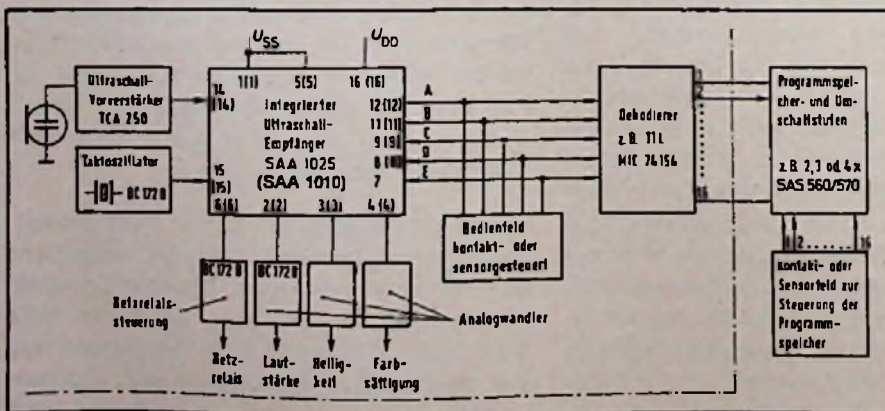 U_SS
U_DD
Ultraschall-
Vorverstärker
TCA 250
Taktoszillator
BC 172 B
14
(14)
15
(15)
1(1)
5(5)
16 (16)
Integrierter
Ultraschall-
Empfänger
SAA 1025
(SAA 1010)
12(12)
11(11)
9(9)
8(8)
7
6(6)
2(2)
3(3)
4(4)
A
B
C
D
E
Bedienfeld
kontakt- oder
sensorgesteuert
Dekodierer
z.B. TTL
MIC 74154
1
2
16
Programmspei-
cher- und Um-
schaltstufen
z.B. 2,3 od. 4x
SAS 560/570
1
2
16
Kontakt- oder
Sensorfeld zur
Steuerung der
Programm-
speicher
BC 172 B
BC 172 B
Netzrelais-
steuerung
Analogwandler
Netz-
relais
Laut-
stärke
Hellig-
keit
Farb-
sättigung